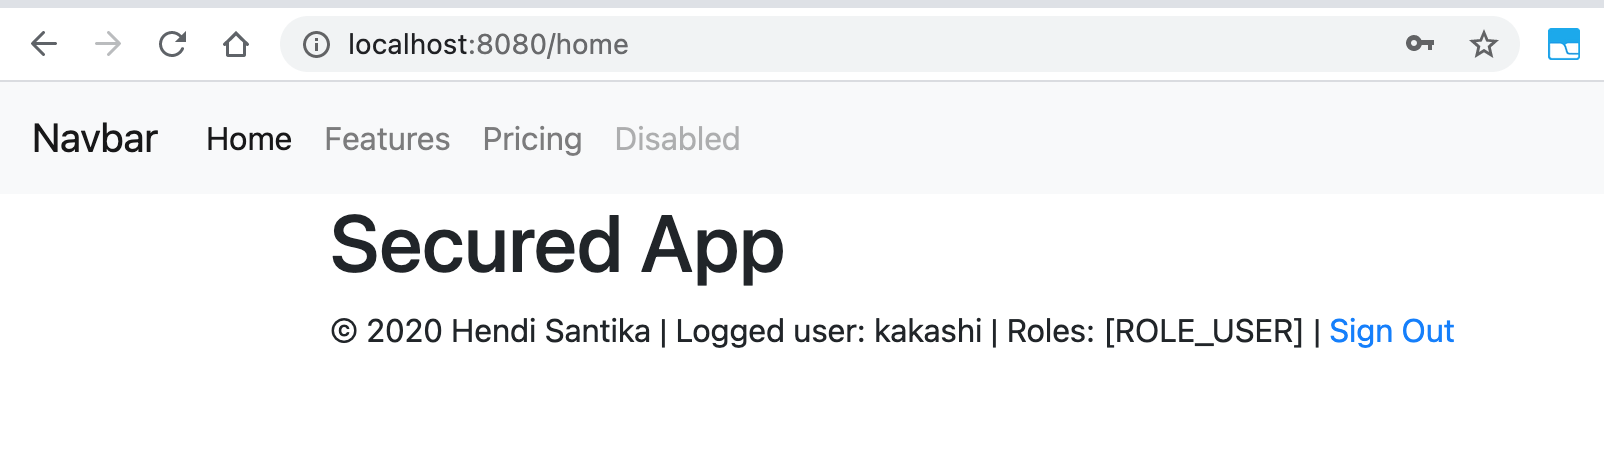 localhost:8080/home
Navbar Home Features Pricing Disabled
Secured App
© 2020 Hendi Santika | Logged user: kakashi | Roles: [ROLE_USER] | Sign Out